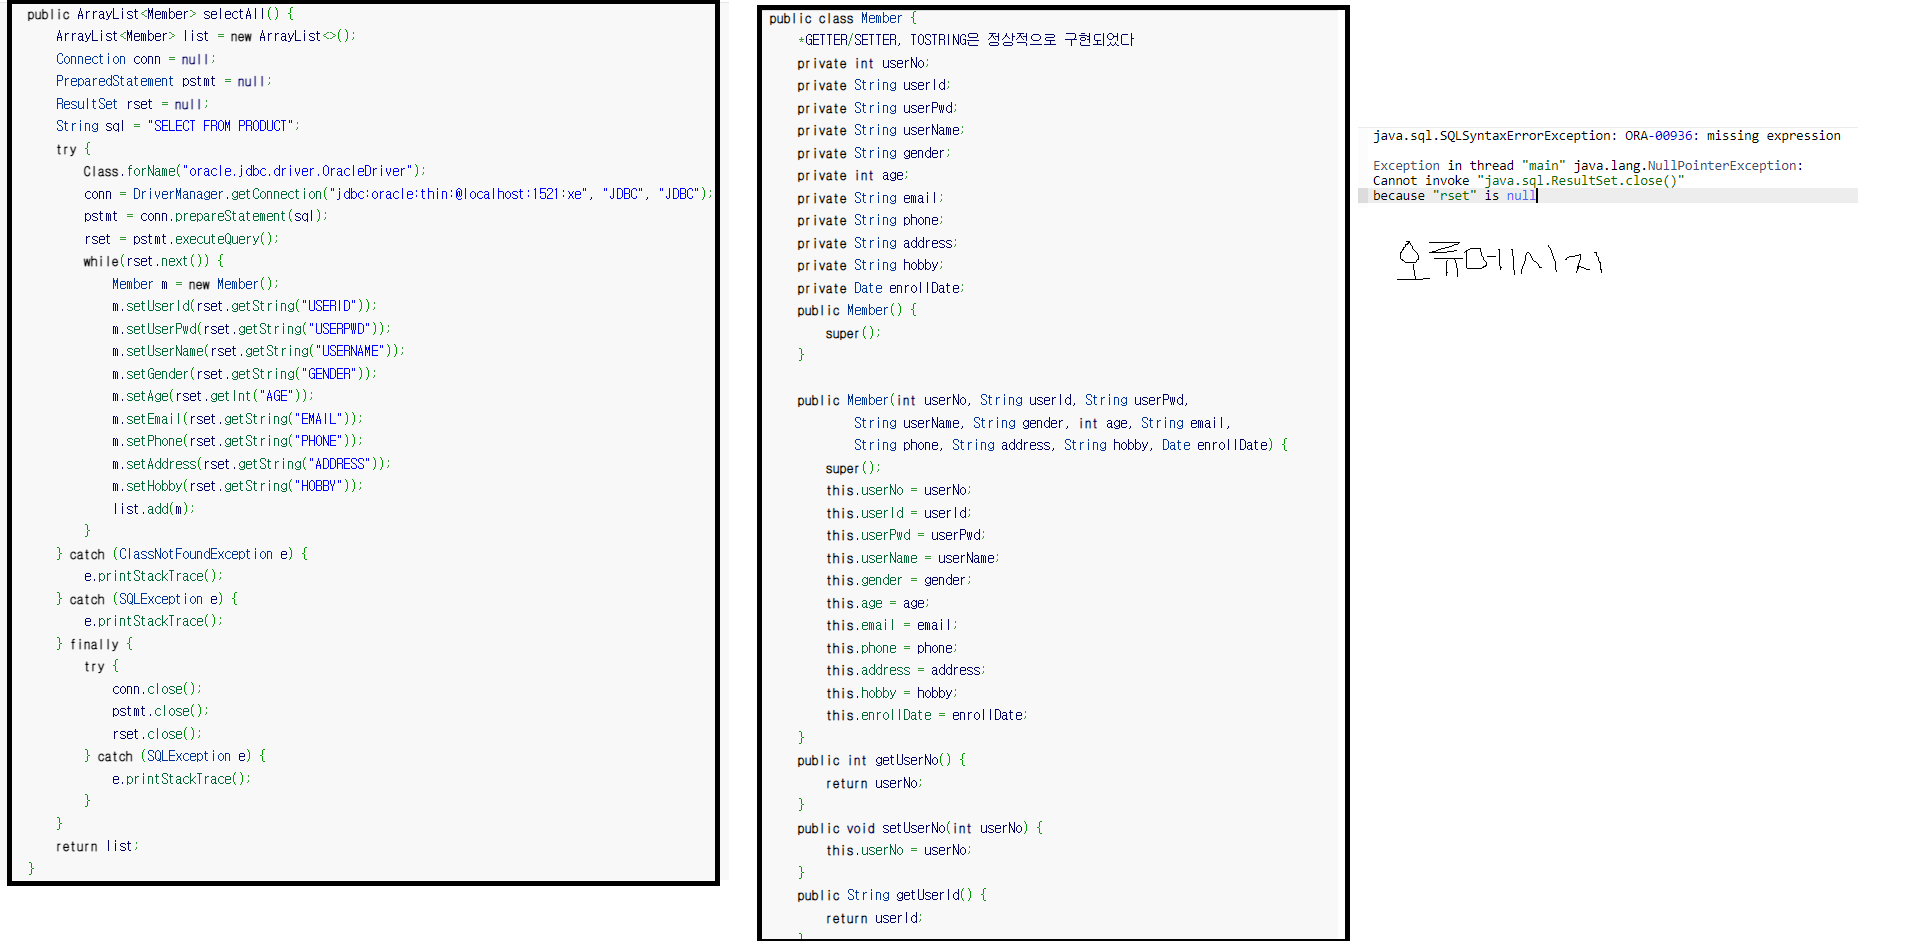 public ArrayList<Member> selectAll() {
ArrayList<Member> list = new ArrayList<>();
Connection conn = null;
PreparedStatement pstmt = null;
ResultSet rset = null;
String sql = "SELECT FROM PRODUCT";
try {
Class.forName("oracle.jdbc.driver.OracleDriver");
conn = DriverManager.getConnection("jdbc:oracle:thin:@localhost:1521:xe", "JDBC", "JDBC");
pstmt = conn.prepareStatement(sql);
rset = pstmt.executeQuery();
while(rset.next()) {
Member m = new Member();
m.setUserId(rset.getString("USERID"));
m.setUserPwd(rset.getString("USERPWD"));
m.setUserName(rset.getString("USERNAME"));
m.setGender(rset.getString("GENDER"));
m.setAge(rset.getInt("AGE"));
m.setEmail(rset.getString("EMAIL"));
m.setPhone(rset.getString("PHONE"));
m.setAddress(rset.getString("ADDRESS"));
m.setHobby(rset.getString("HOBBY"));
list.add(m);
}
} catch (ClassNotFoundException e) {
e.printStackTrace();
} catch (SQLException e) {
e.printStackTrace();
} finally {
try {
conn.close();
pstmt.close();
rset.close();
} catch (SQLException e) {
e.printStackTrace();
}
}
return list;
}
public class Member {
*GETTER/SETTER, TOSTRING은 정상적으로 구현되었다
private int userNo;
private String userId;
private String userPwd;
private String userName;
private String gender;
private int age;
private String email;
private String phone;
private String address;
private String hobby;
private Date enrollDate;
public Member() {
super();
}
public Member(int userNo, String userId, String userPwd,
String userName, String gender, int age, String email,
String phone, String address, String hobby, Date enrollDate) {
super();
this.userNo = userNo;
this.userId = userId;
this.userPwd = userPwd;
this.userName = userName;
this.gender = gender;
this.age = age;
this.email = email;
this.phone = phone;
this.address = address;
this.hobby = hobby;
this.enrollDate = enrollDate;
}
public int getUserNo() {
return userNo;
}
public void setUserNo(int userNo) {
this.userNo = userNo;
}
public String getUserId() {
return userId;
}
java.sql.SQLSyntaxErrorException: ORA-00936: missing expression
Exception in thread "main" java.lang.NullPointerException:
Cannot invoke "java.sql.ResultSet.close()"
because "rset" is null
오류메시지